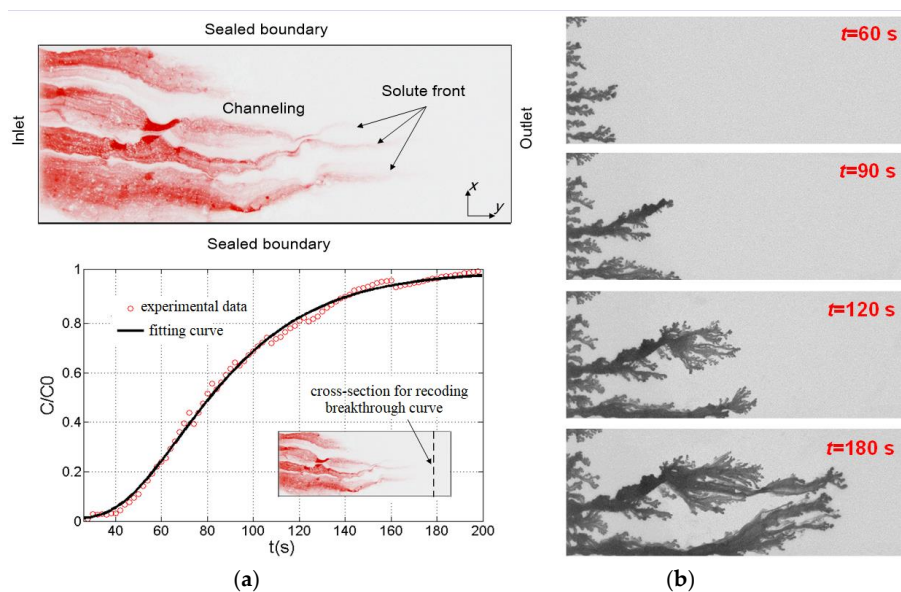 Sealed boundary
Inlet
Channeling
Solute front
Outlet
x
y
Sealed boundary
C/C0
1
0.8
0.6
0.4
0.2
0
experimental data
fitting curve
cross-section for recoding
breakthrough curve
40 60 80 100 120 140 160 180 200
t(s)
(a)
t=60 s
t=90 s
t=120 s
t=180 s
(b)